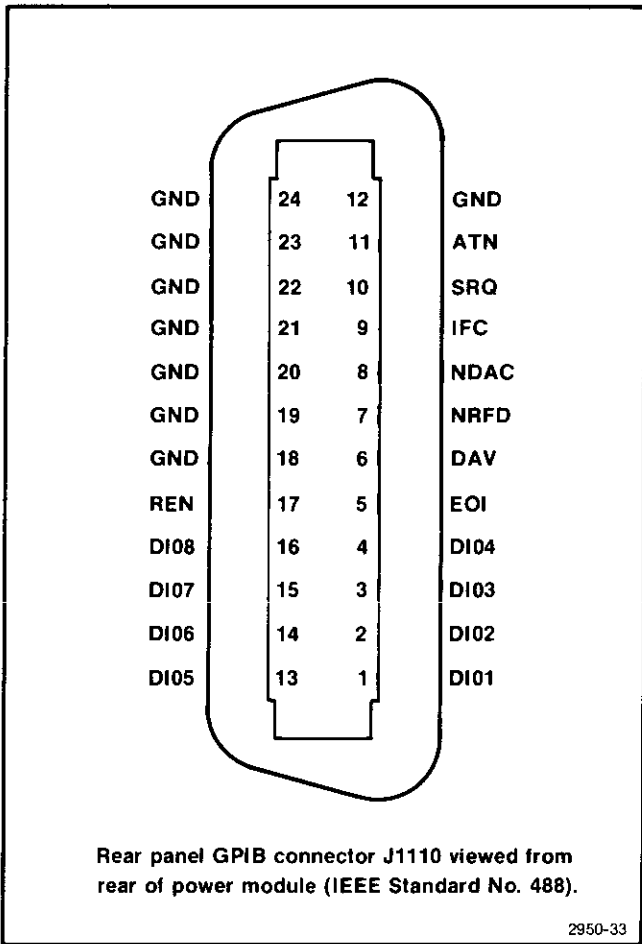 GND 24 12 GND
GND 23 11 ATN
GND 22 10 SRQ
GND 21 9 IFC
GND 20 8 NDAC
GND 19 7 NRFD
GND 18 6 DAV
REN 17 5 EOI
DI08 16 4 DI04
DI07 15 3 DI03
DI06 14 2 DI02
DI05 13 1 DI01
Rear panel GPIB connector J1110 viewed from
rear of power module (IEEE Standard No. 488).
2950-33